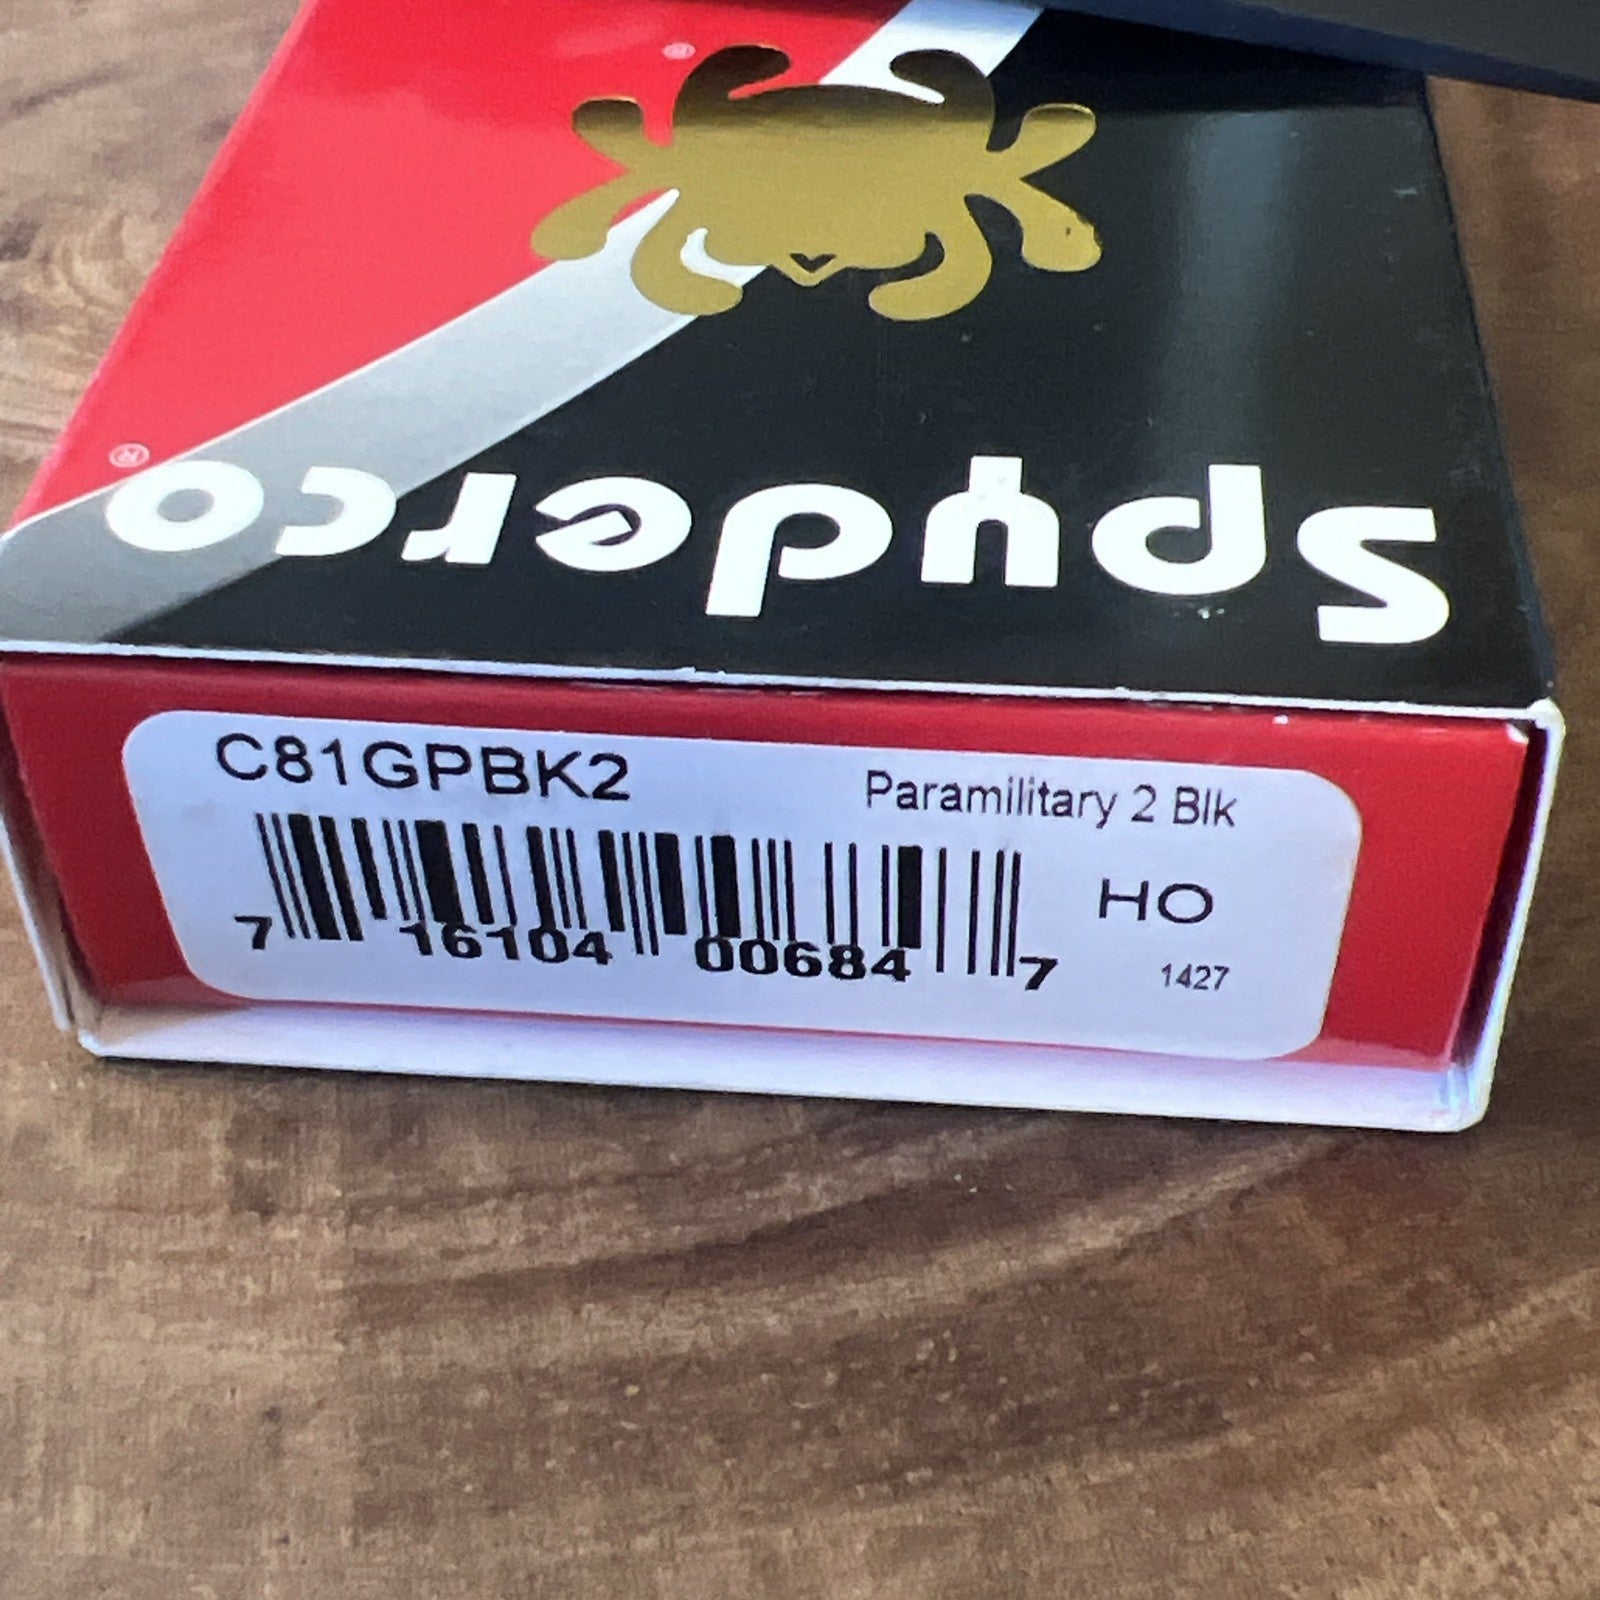 ®
Spyderco®
C81GPBK2
Paramilitary 2 Blk
HO
7 16104 00684 7
1427